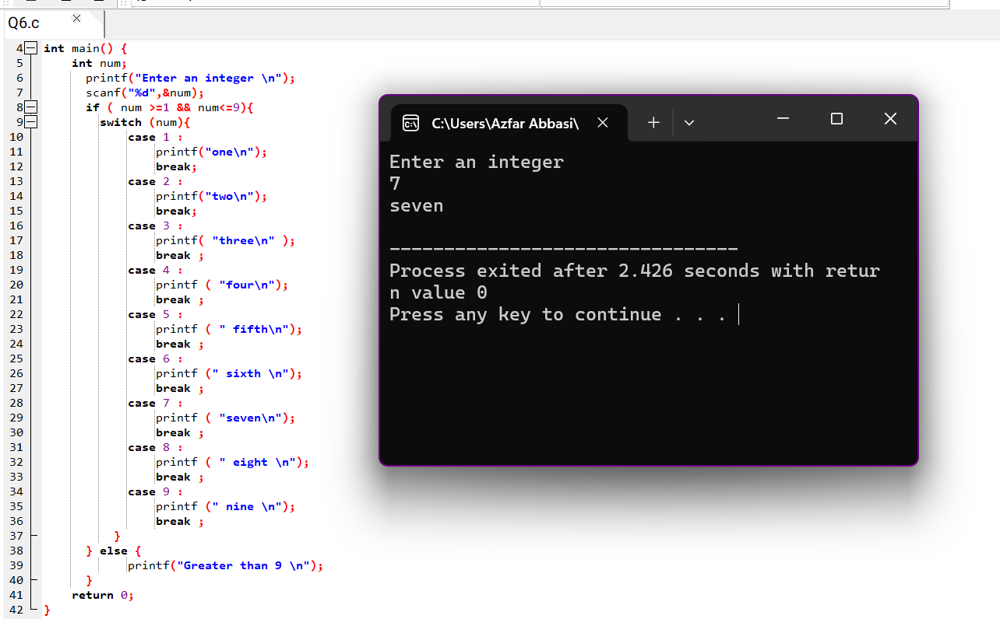 Q6.c
4 int main() {
5 int num;
6 printf("Enter an integer \n");
7 scanf("%d",&num);
8 if ( num >=1 && num<=9){
9 switch (num){
10 case 1 :
11 printf("one\n");
12 break;
13 case 2 :
14 printf("two\n");
15 break;
16 case 3 :
17 printf( "three\n" );
18 break ;
19 case 4 :
20 printf ( "four\n");
21 break ;
22 case 5 :
23 printf ( " fifth\n");
24 break ;
25 case 6 :
26 printf (" sixth \n");
27 break ;
28 case 7 :
29 printf ( "seven\n");
30 break ;
31 case 8 :
32 printf ( " eight \n");
33 break ;
34 case 9 :
35 printf (" nine \n");
36 break ;
37 }
38 } else {
39 printf("Greater than 9 \n");
40 }
41 return 0;
42 }
C:\Users\Azfar Abbasi\
Enter an integer
7
seven
--------------------------------
Process exited after 2.426 seconds with retur
n value 0
Press any key to continue . . .